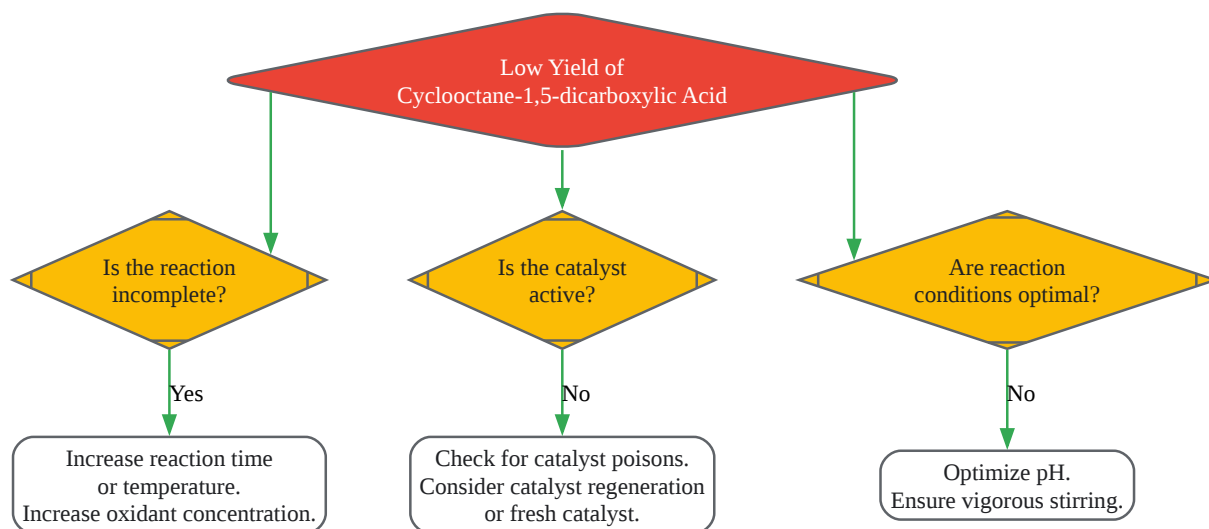 Low Yield of
Cyclooctane-1,5-dicarboxylic Acid
Is the reaction
incomplete?
Is the catalyst
active?
Are reaction
conditions optimal?
Yes
No
No
Increase reaction time
or temperature.
Increase oxidant concentration.
Check for catalyst poisons.
Consider catalyst regeneration
or fresh catalyst.
Optimize pH.
Ensure vigorous stirring.